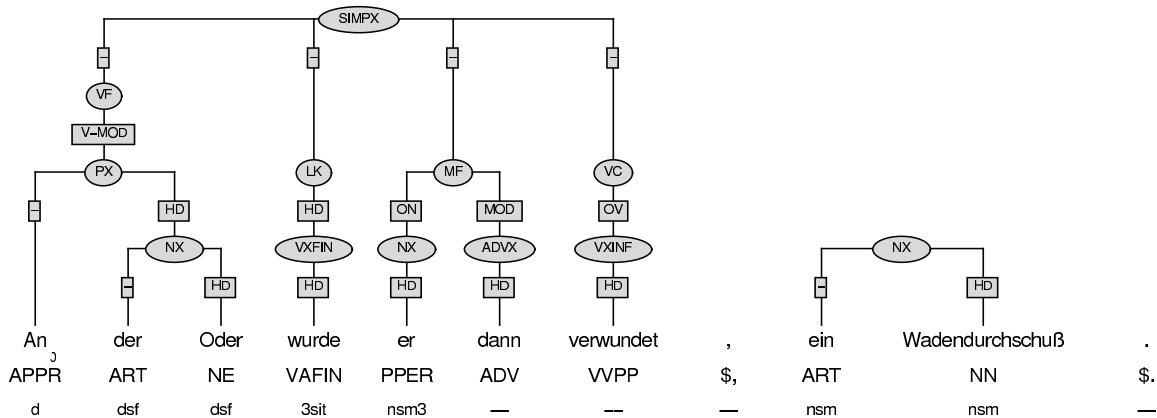 SIMPX
– – – –
VF
V–MOD
PX LK MF VC
– HD HD ON MOD OV
NX VXFIN NX ADVX VXINF NX
– HD HD HD HD HD – HD
An der Oder wurde er dann verwundet , ein Wadendurchschuß .
APPR ART NE VAFIN PPER ADV VVPP $, ART NN $.
d dsf dsf 3sit nsm3 — –– — nsm nsm —